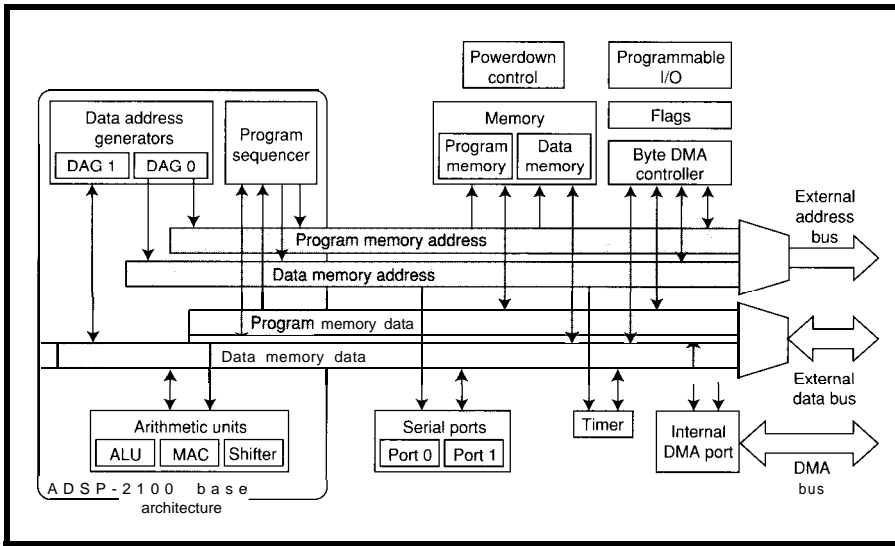 Powerdown
control
Programmable
I/O
Data address
generators
DAG 1
DAG 0
Program
sequencer
Memory
Program
memory
Data
memory
Flags
Byte DMA
controller
External
address
bus
Program memory address
Data memory address
Program memory data
Data memory data
External
data bus
Arithmetic units
ALU
MAC
Shifter
Serial ports
Port 0
Port 1
Timer
Internal
DMA port
DMA
bus
ADSP-2100 base
architecture